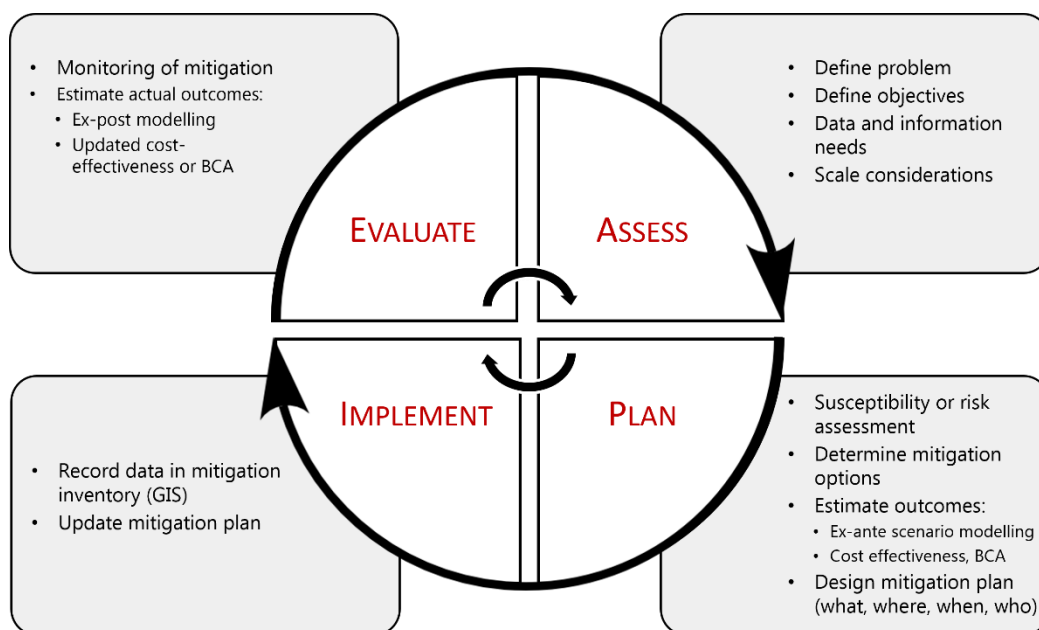 • Monitoring of mitigation
• Estimate actual outcomes:
• Ex-post modelling
• Updated cost-
effectiveness or BCA
• Define problem
• Define objectives
• Data and information
needs
• Scale considerations
EVALUATE
ASSESS
IMPLEMENT
PLAN
• Record data in mitigation
inventory (GIS)
• Update mitigation plan
• Susceptibility or risk
assessment
• Determine mitigation
options
• Estimate outcomes:
• Ex-ante scenario modelling
• Cost effectiveness, BCA
• Design mitigation plan
(what, where, when, who)